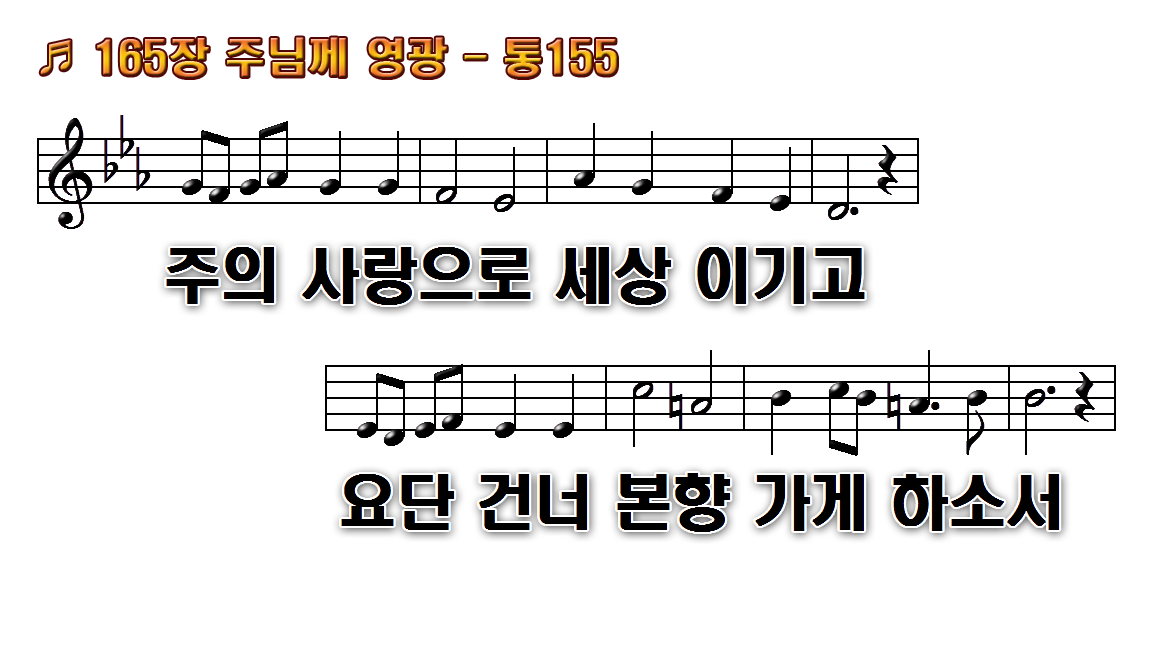 ♬ 165장 주님께 영광 - 통155
주의 사랑으로 세상 이기고
요단 건너 본향 가게 하소서